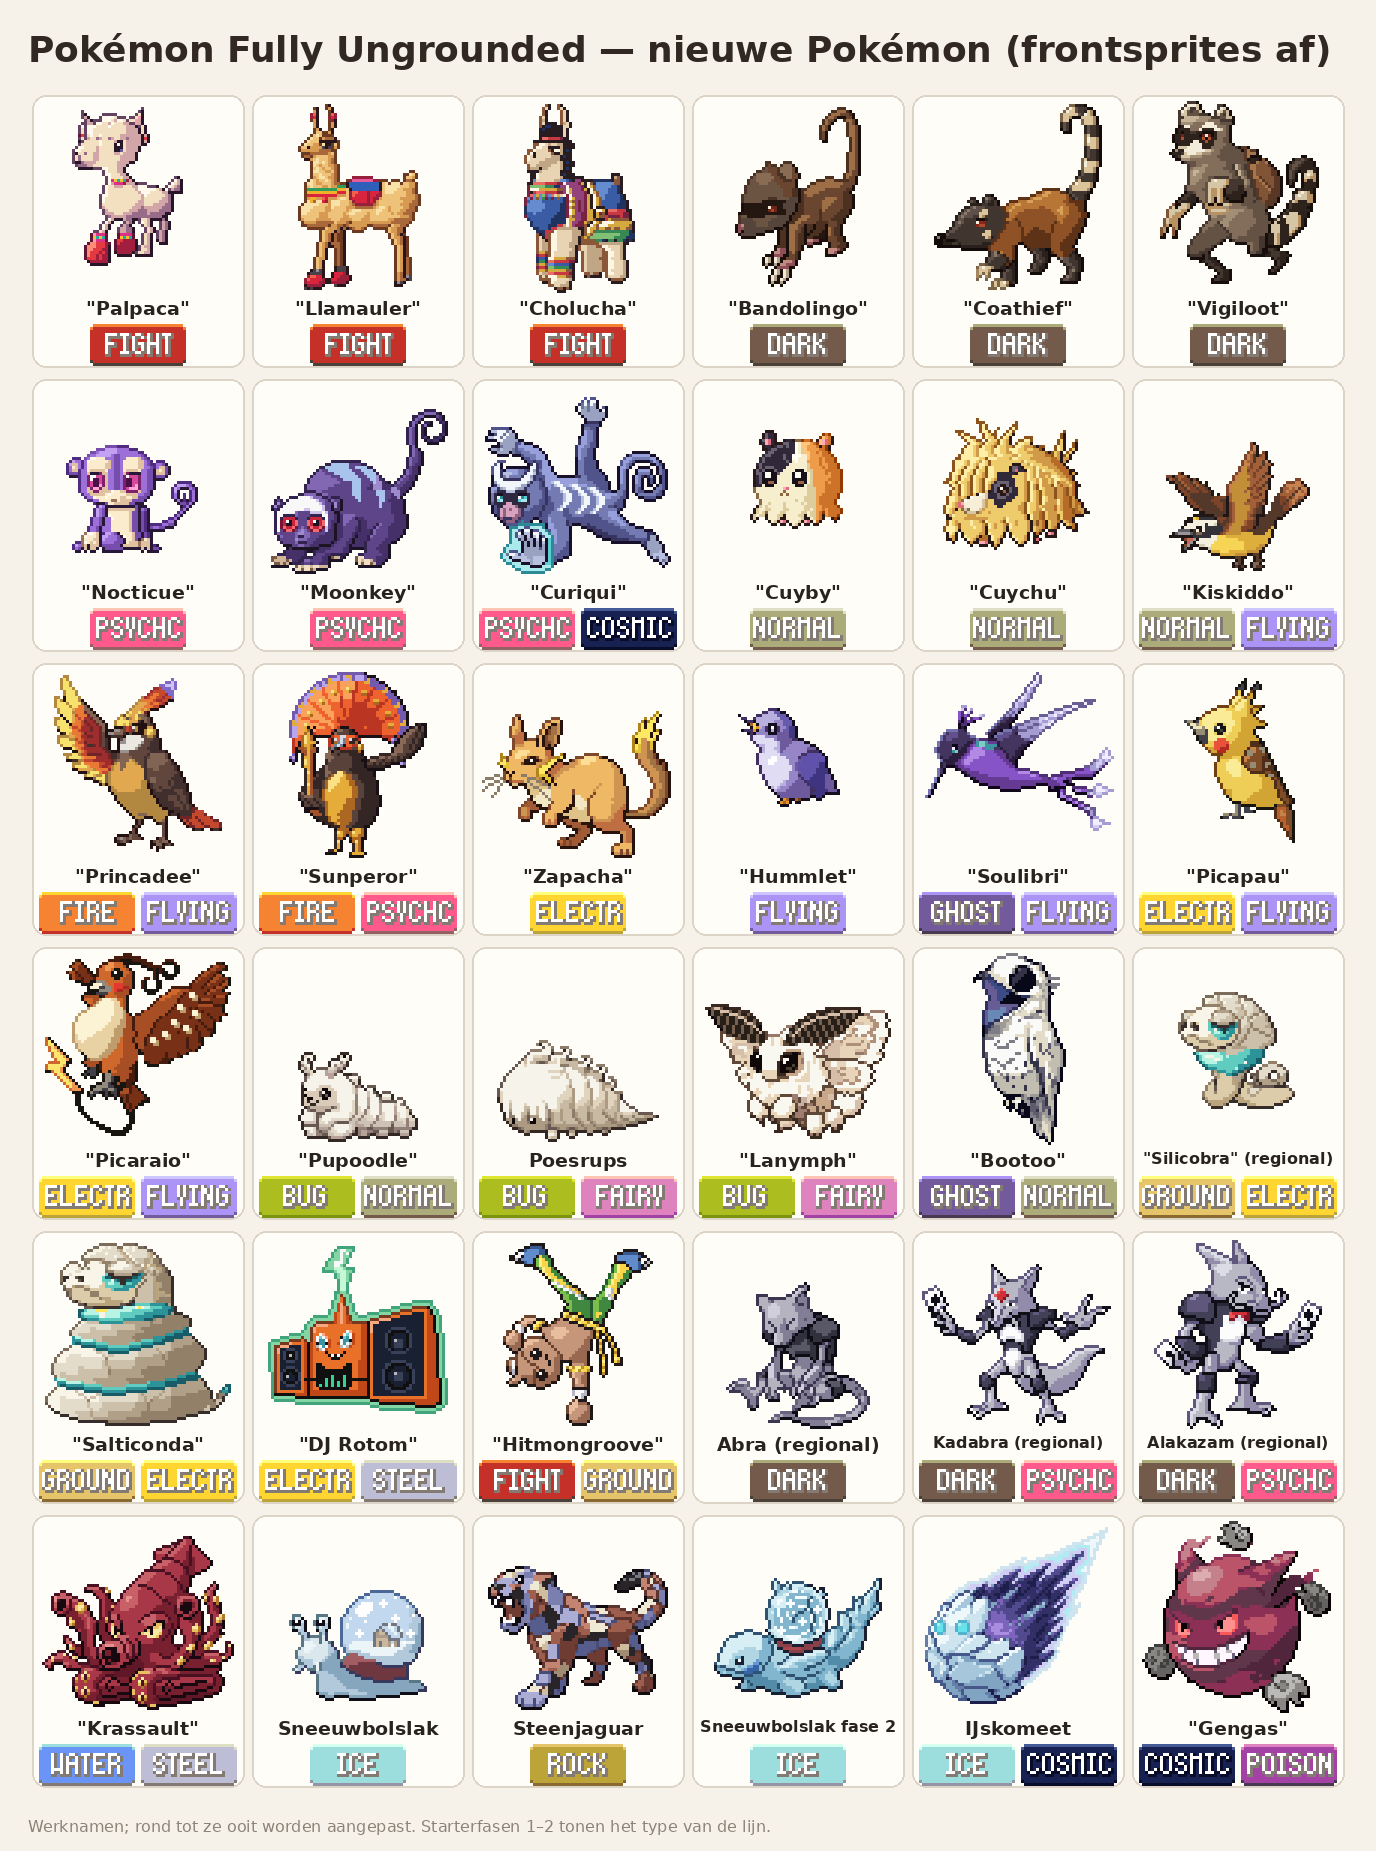 Pokémon Fully Ungrounded — nieuwe Pokémon (frontsprites af)
"Palpaca" "Llamauler" "Cholucha" "Bandolingo" "Coathief" "Vigiloot"
FIGHT FIGHT FIGHT DARK DARK DARK
"Nocticue" "Moonkey" "Curiqui" "Cuyby" "Cuychu" "Kiskiddo"
PSYCHC PSYCHC PSYCHC COSMIC NORMAL NORMAL NORMAL FLYING
"Princadee" "Sunperor" "Zapacha" "Hummlet" "Soulibri" "Picapau"
FIRE FLYING FIRE PSYCHC ELECTR FLYING GHOST FLYING ELECTR FLYING
"Picaraio" "Pupoodle" Poesrups "Lanymph" "Bootoo" "Silicobra" (regional)
ELECTR FLYING BUG NORMAL BUG FAIRY BUG FAIRY GHOST NORMAL GROUND ELECTR
"Salticonda" "DJ Rotom" "Hitmongroove" Abra (regional) Kadabra (regional) Alakazam (regional)
GROUND ELECTR ELECTR STEEL FIGHT GROUND DARK DARK PSYCHC DARK PSYCHC
"Krassault" Sneeuwbolslak Steenjaguar Sneeuwbolslak fase 2 IJskomeet "Gengas"
WATER STEEL ICE ROCK ICE ICE COSMIC COSMIC POISON
Werknamen; rond tot ze ooit worden aangepast. Starterfasen 1–2 tonen het type van de lijn.